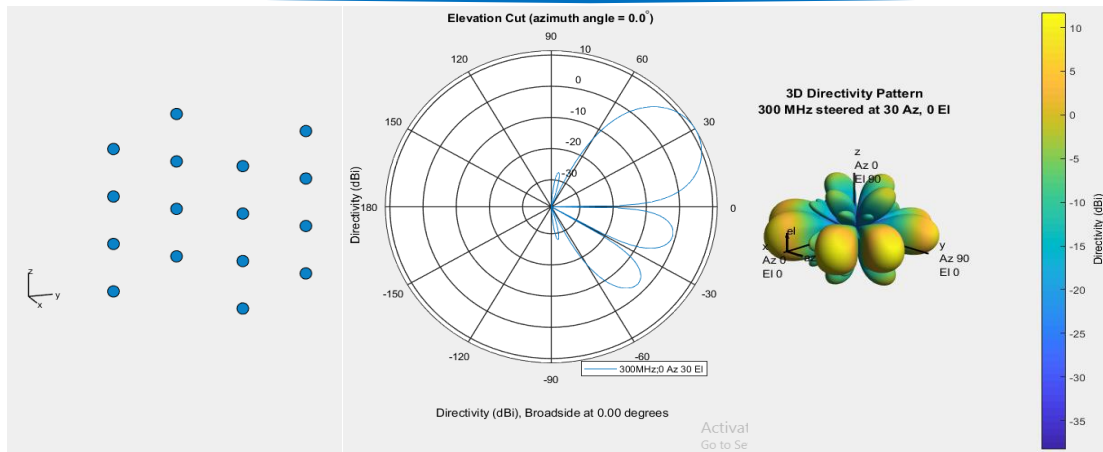 z
y
x
Elevation Cut (azimuth angle = 0.0°)
90
120
60
150
30
180
0
-150
-30
-120
-60
-90
10
0
-10
-20
-30
Directivity (dBi)
300MHz;0 Az 30 El
Directivity (dBi), Broadside at 0.00 degrees
3D Directivity Pattern
300 MHz steered at 30 Az, 0 El
z
Az 0
El 90
el
az
x
Az 0
El 0
y
Az 90
El 0
10
5
0
-5
-10
-15
-20
-25
-30
-35
Directivity (dBi)
Activat
Go to Se